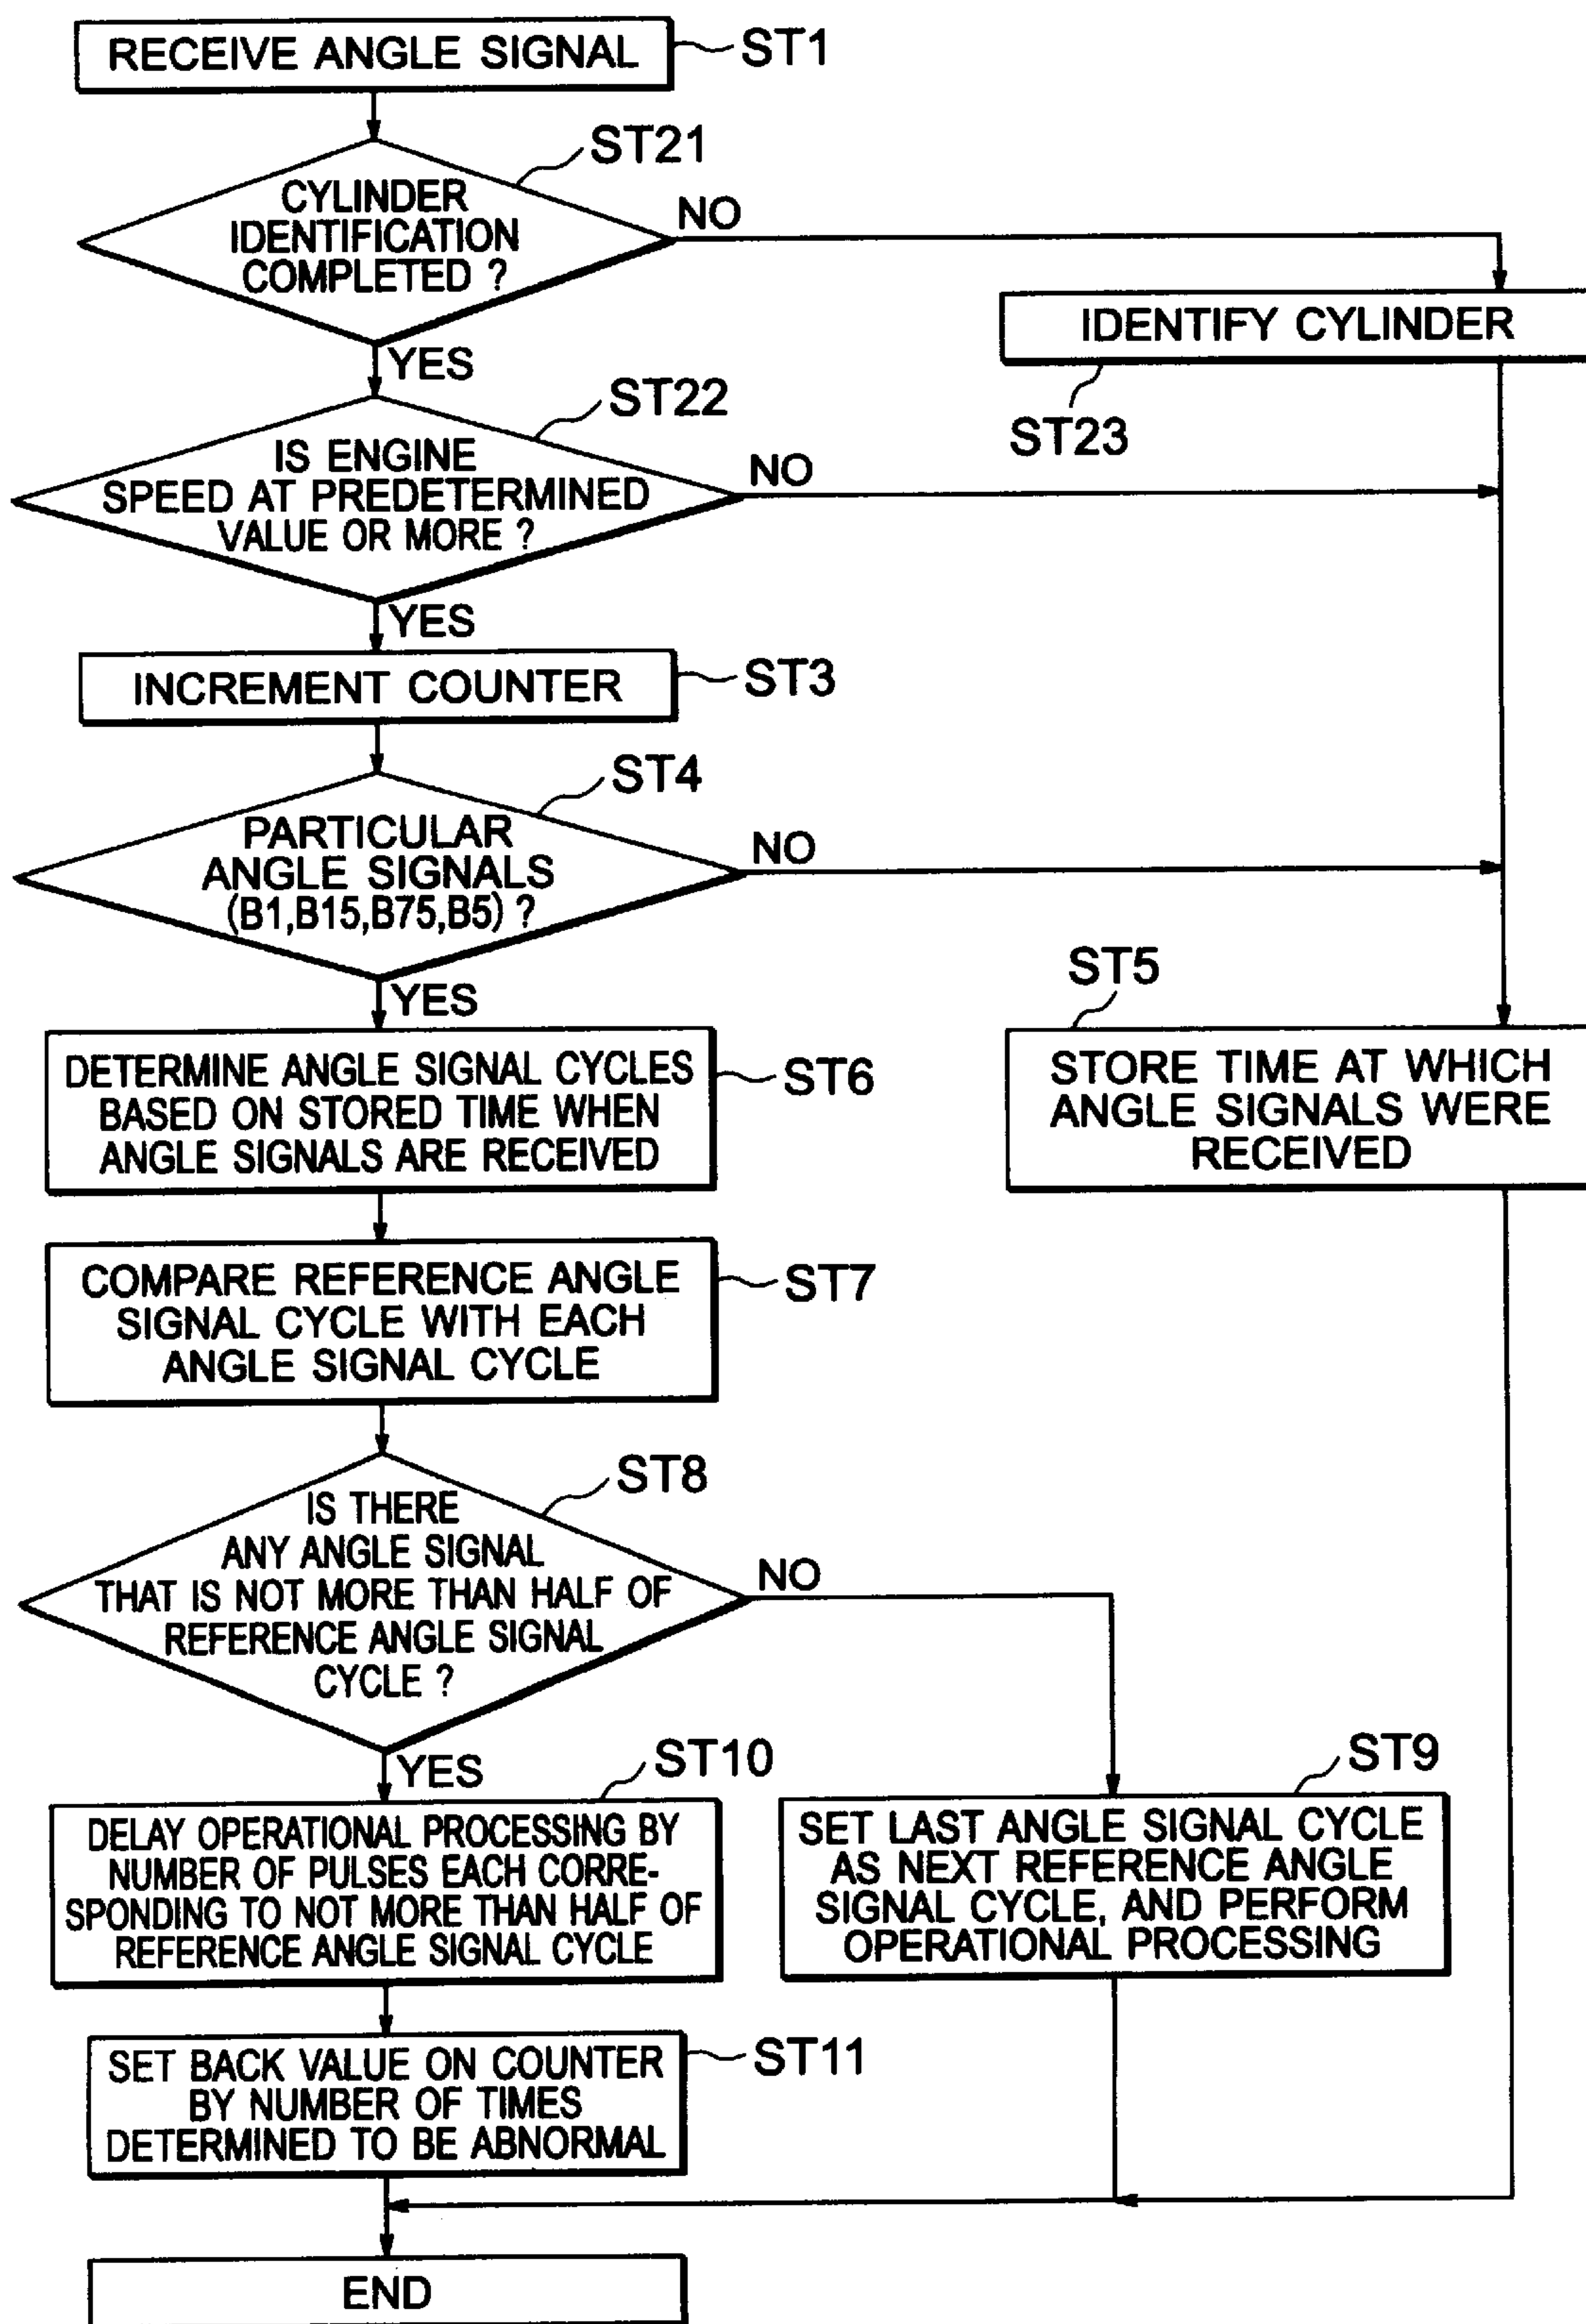 RECEIVE ANGLE SIGNAL
ST1
ST21
CYLINDER
IDENTIFICATION
COMPLETED ?
NO
YES
IDENTIFY CYLINDER
ST23
ST22
IS ENGINE
SPEED AT PREDETERMINED
VALUE OR MORE ?
NO
YES
INCREMENT COUNTER
ST3
ST4
PARTICULAR
ANGLE SIGNALS
(B1,B15,B75,B5) ?
NO
YES
ST5
STORE TIME AT WHICH
ANGLE SIGNALS WERE
RECEIVED
DETERMINE ANGLE SIGNAL CYCLES
BASED ON STORED TIME WHEN
ANGLE SIGNALS ARE RECEIVED
ST6
COMPARE REFERENCE ANGLE
SIGNAL CYCLE WITH EACH
ANGLE SIGNAL CYCLE
ST7
ST8
IS THERE
ANY ANGLE SIGNAL
THAT IS NOT MORE THAN HALF OF
REFERENCE ANGLE SIGNAL
CYCLE ?
NO
YES
ST10
DELAY OPERATIONAL PROCESSING BY
NUMBER OF PULSES EACH CORRE-
SPONDING TO NOT MORE THAN HALF OF
REFERENCE ANGLE SIGNAL CYCLE
ST9
SET LAST ANGLE SIGNAL CYCLE
AS NEXT REFERENCE ANGLE
SIGNAL CYCLE, AND PERFORM
OPERATIONAL PROCESSING
SET BACK VALUE ON COUNTER
BY NUMBER OF TIMES
DETERMINED TO BE ABNORMAL
ST11
END